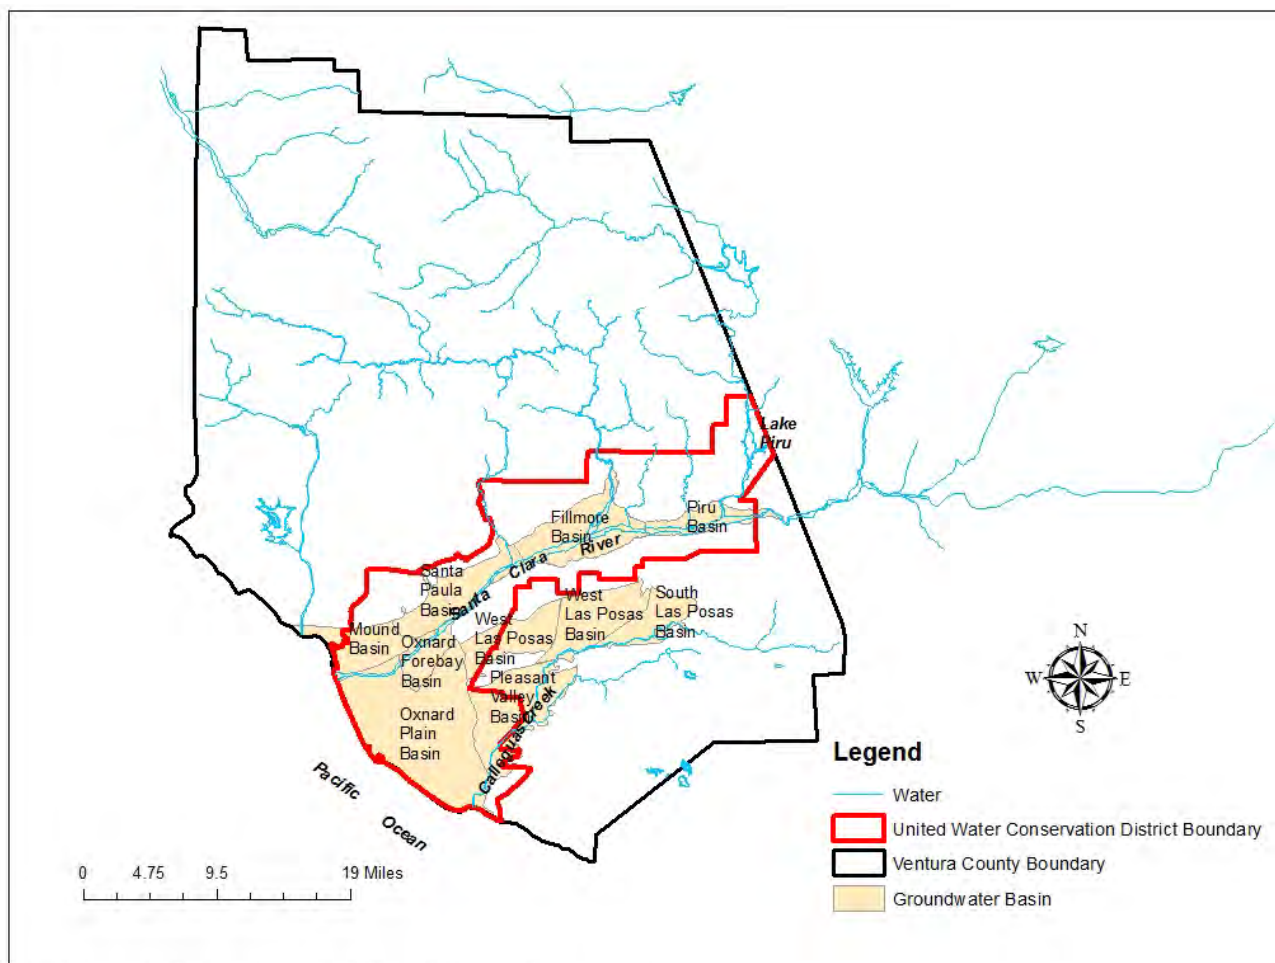 Lake
Piru
Piru
Basin
Fillmore
Basin
River
Clara
Santa
Santa
Paula
Basin
West
Las Posas
Basin
South
Las Posas
Basin
West
Las Posas
Basin
Mound
Basin
Oxnard
Forebay
Basin
Pleasant
Valley
Basin
Oxnard
Plain
Basin
Calleguas Creek
Pacific
Ocean
N
W
E
S
Legend
Water
United Water Conservation District Boundary
Ventura County Boundary
Groundwater Basin
0 4.75 9.5 19 Miles